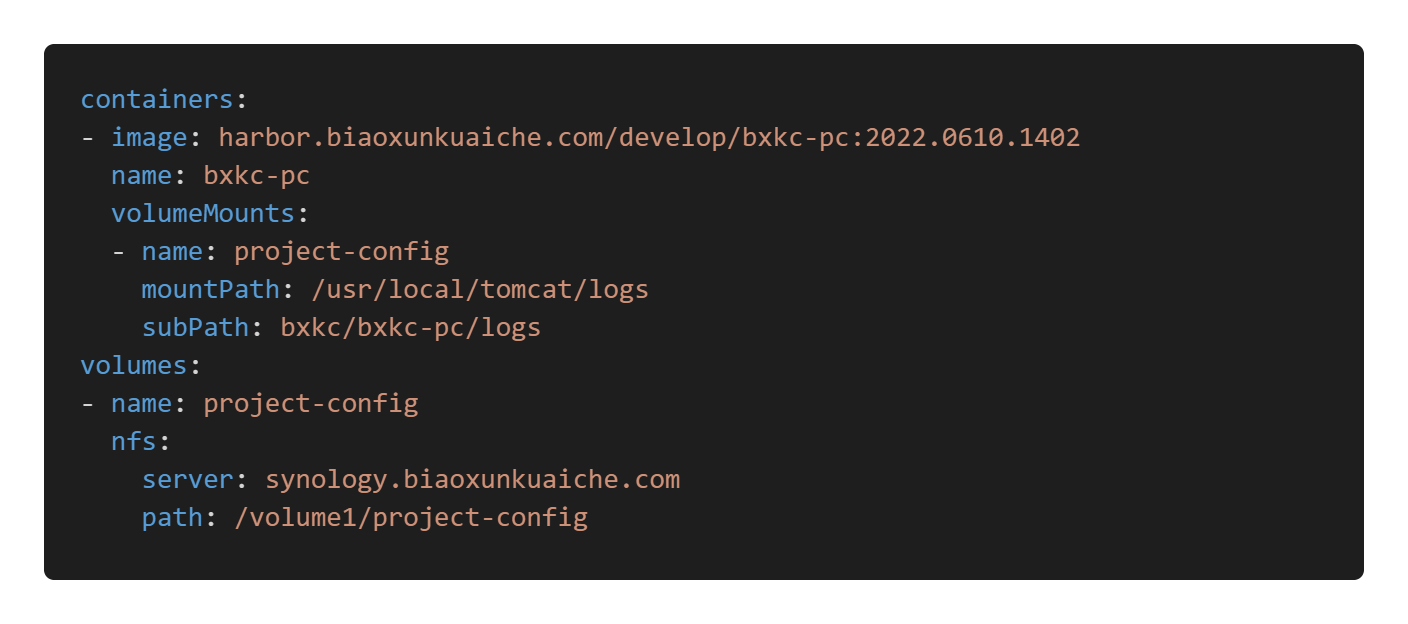 containers:
- image: harbor.biaoxunkuaiche.com/develop/bxkc-pc:2022.0610.1402
  name: bxkc-pc
  volumeMounts:
  - name: project-config
    mountPath: /usr/local/tomcat/logs
    subPath: bxkc/bxkc-pc/logs
volumes:
- name: project-config
  nfs:
    server: synology.biaoxunkuaiche.com
    path: /volume1/project-config